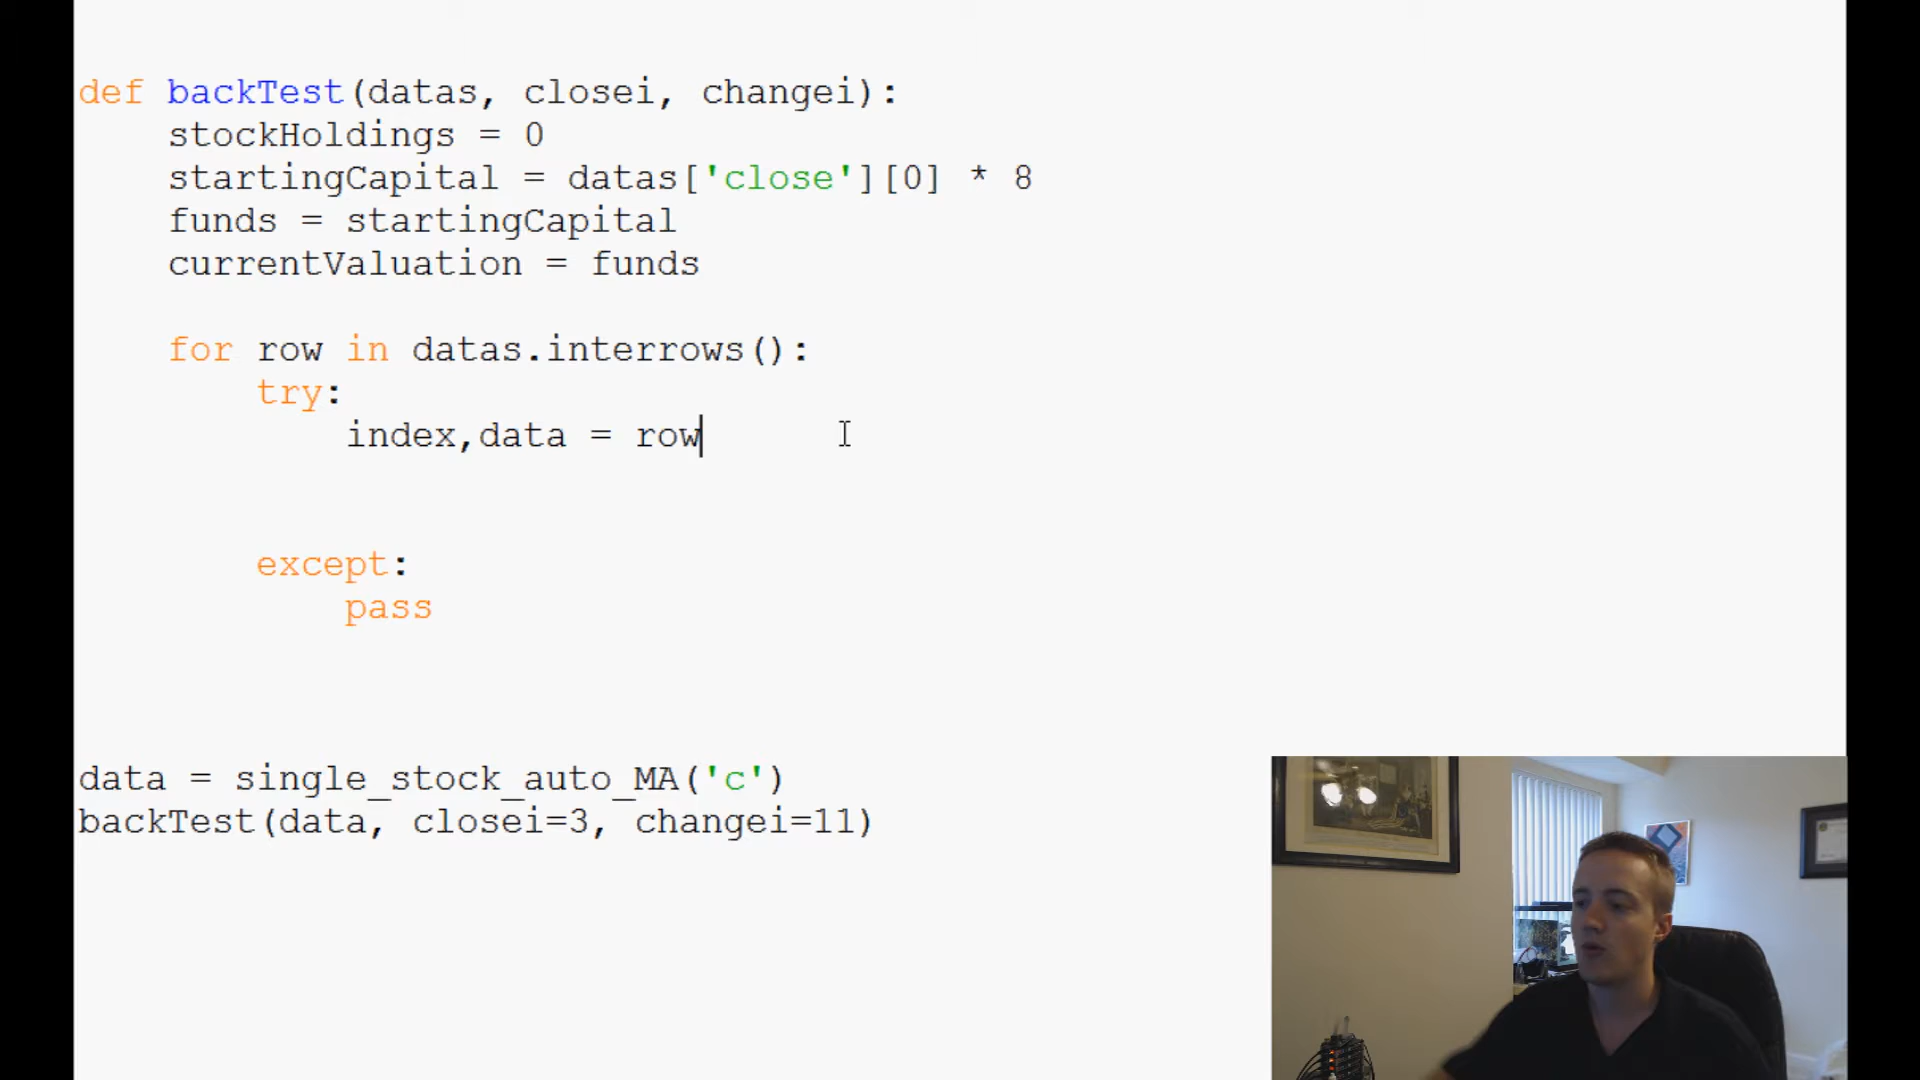 def backTest(datas, closei, changei):
stockHoldings = 0
startingCapital = datas['close'][0] * 8
funds = startingCapital
currentValuation = funds
for row in datas.interrows():
try:
index,data = row
except:
pass
data = single_stock_auto_MA('c')
backTest(data, closei=3, changei=11)